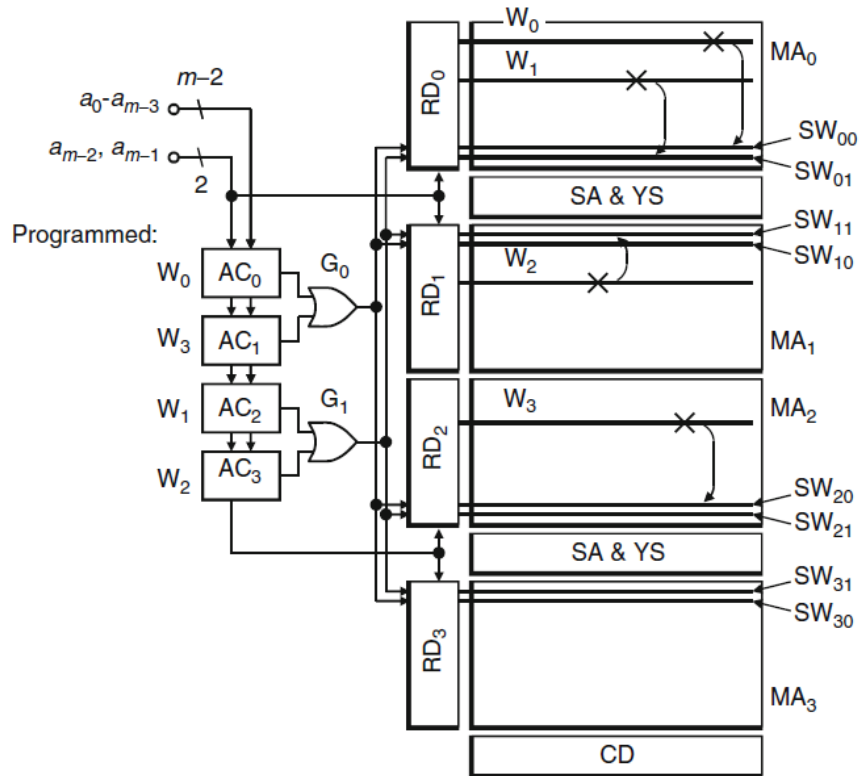 W₀
MA₀
W₁
RD₀
m–2
a₀-aₘ₋₃
aₘ₋₂, aₘ₋₁
2
SW₀₀
SW₀₁
SA & YS
Programmed:
SW₁₁
SW₁₀
W₀ AC₀ G₀
RD₁
W₂
W₃ AC₁
MA₁
W₁ AC₂ G₁
RD₂
W₃
MA₂
W₂ AC₃
SW₂₀
SW₂₁
SA & YS
SW₃₁
SW₃₀
RD₃
MA₃
CD